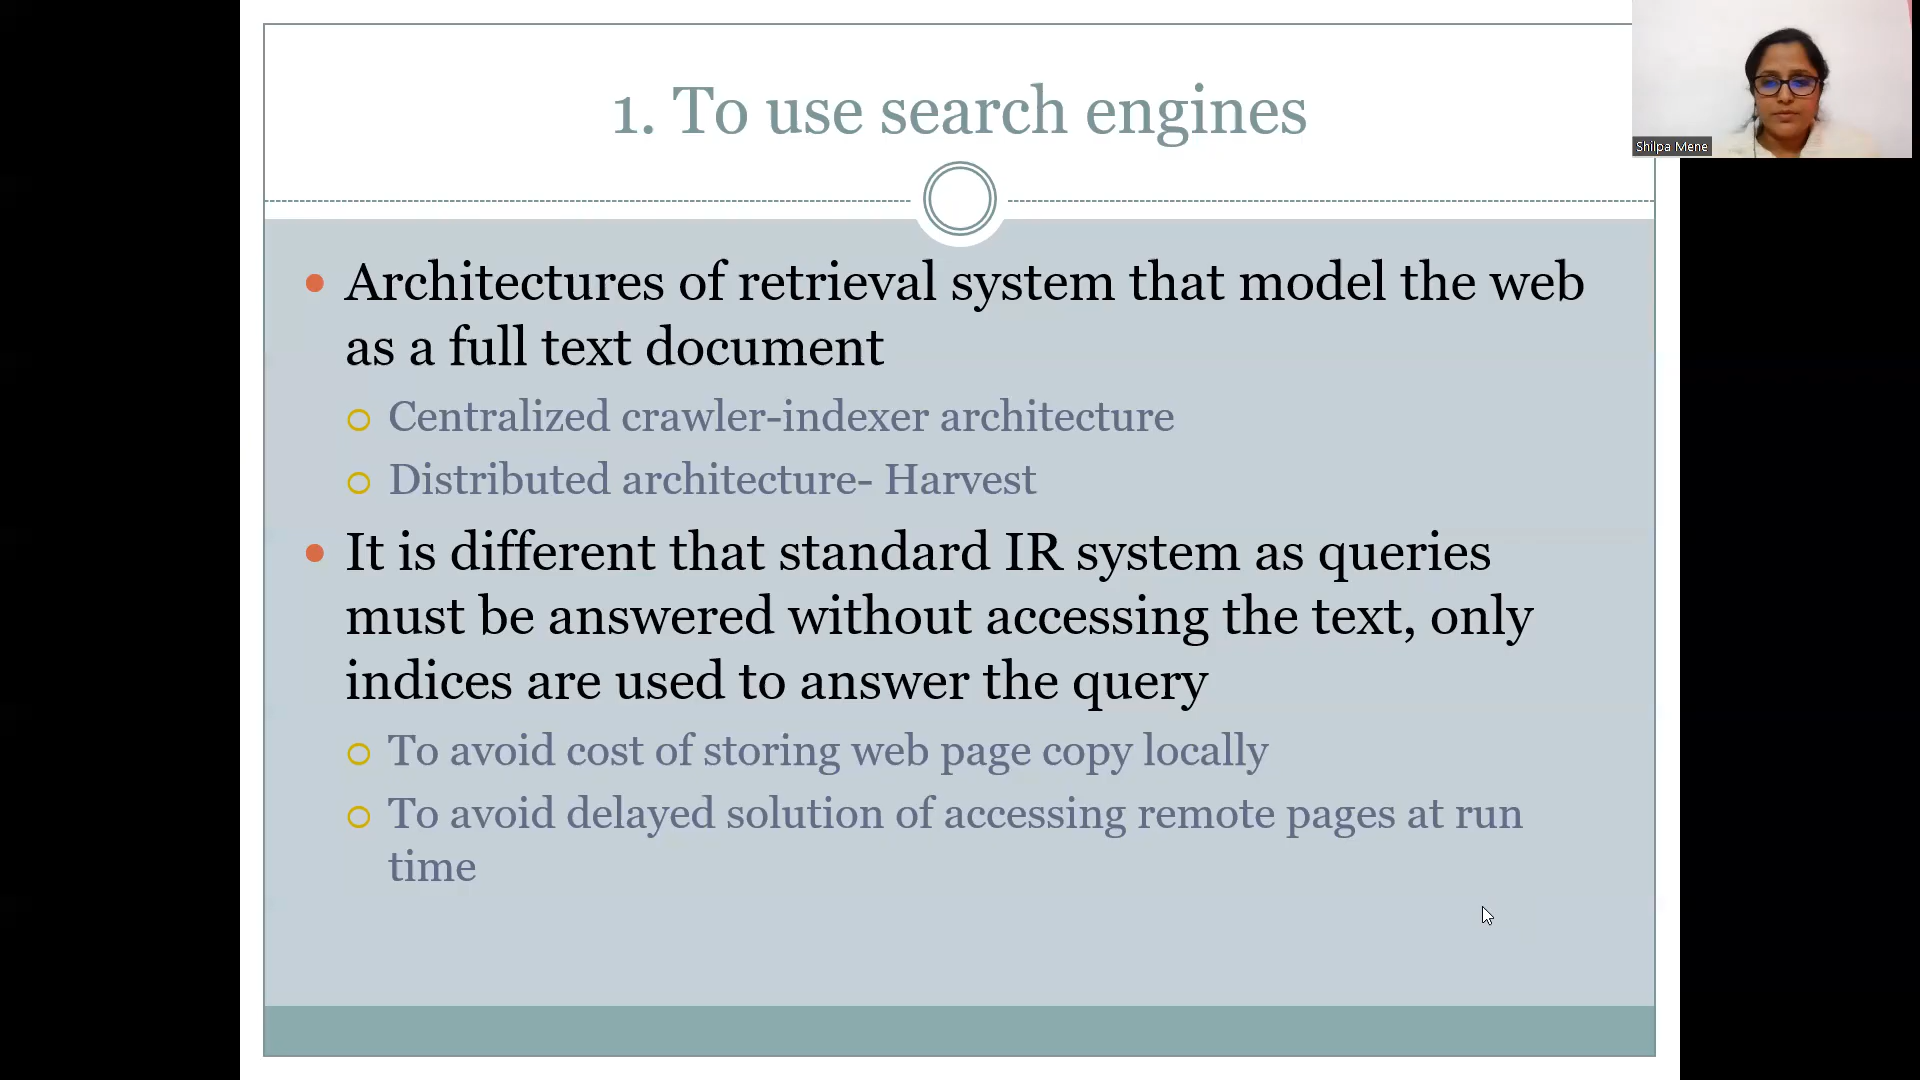 1. To use search engines
Shilpa Mene
Architectures of retrieval system that model the web
as a full text document
Centralized crawler-indexer architecture
Distributed architecture- Harvest
It is different that standard IR system as queries
must be answered without accessing the text, only
indices are used to answer the query
To avoid cost of storing web page copy locally
To avoid delayed solution of accessing remote pages at run
time